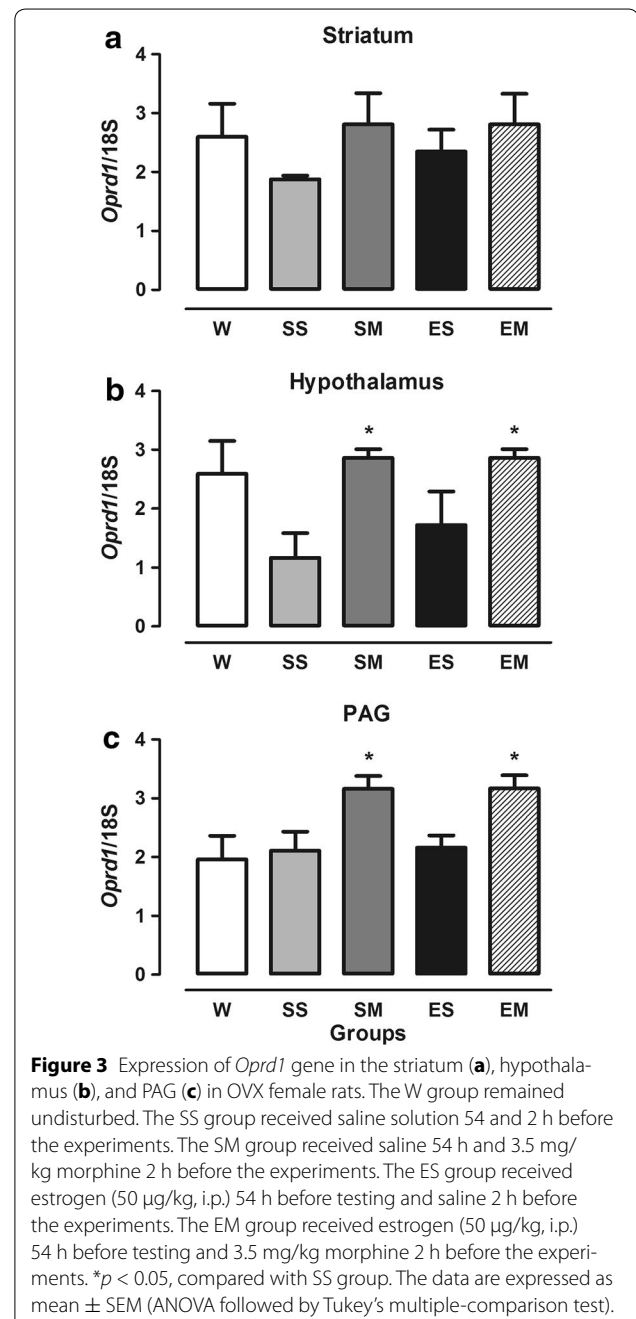 a
Striatum
4
3
2
1
0
Oprd1/18S
W SS SM ES EM
b
Hypothalamus
4
3
2
1
0
Oprd1/18S
* *
W SS SM ES EM
PAG
c
4
3
2
1
0
Oprd1/18S
* *
W SS SM ES EM
Groups
Figure 3 Expression of Oprd1 gene in the striatum (a), hypothala-
mus (b), and PAG (c) in OVX female rats. The W group remained
undisturbed. The SS group received saline solution 54 and 2 h before
the experiments. The SM group received saline 54 h and 3.5 mg/
kg morphine 2 h before the experiments. The ES group received
estrogen (50 µg/kg, i.p.) 54 h before testing and saline 2 h before
the experiments. The EM group received estrogen (50 µg/kg, i.p.)
54 h before testing and 3.5 mg/kg morphine 2 h before the experi-
ments. *p < 0.05, compared with SS group. The data are expressed as
mean ± SEM (ANOVA followed by Tukey's multiple-comparison test).